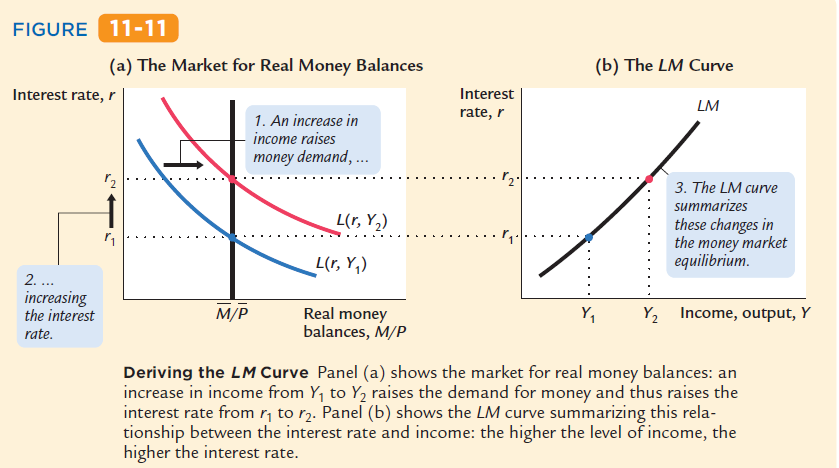 FIGURE 11-11
(a) The Market for Real Money Balances
Interest rate, r
1. An increase in
income raises
money demand, ...
r₂
r₁
L(r, Y₂)
L(r, Y₁)
2. ...
increasing
the interest
rate.
M̅/P̅
Real money
balances, M/P
(b) The LM Curve
Interest
rate, r
LM
r₂
r₁
3. The LM curve
summarizes
these changes in
the money market
equilibrium.
Y₁
Y₂
Income, output, Y
Deriving the LM Curve Panel (a) shows the market for real money balances: an
increase in income from Y₁ to Y₂ raises the demand for money and thus raises the
interest rate from r₁ to r₂. Panel (b) shows the LM curve summarizing this rela-
tionship between the interest rate and income: the higher the level of income, the
higher the interest rate.